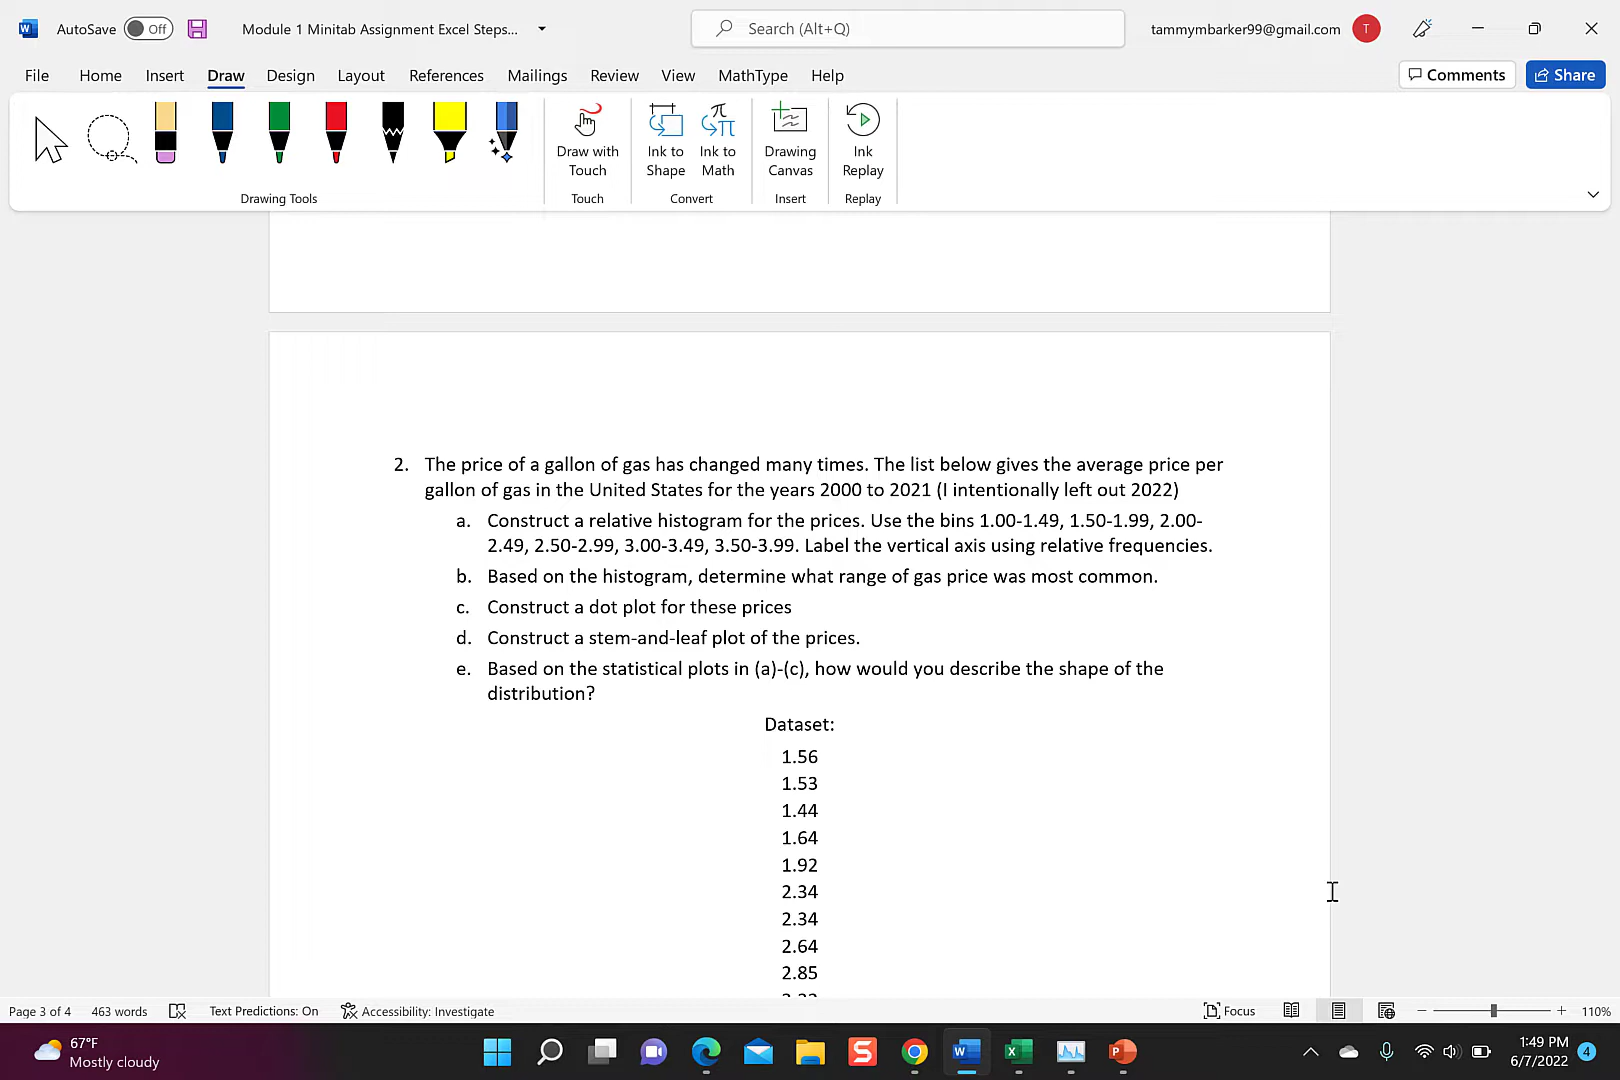 AutoSave Off Module 1 Minitab Assignment Excel Steps... Search (Alt+Q) tammymbarker99@gmail.com T
File Home Insert Draw Design Layout References Mailings Review View MathType Help Comments Share
Draw with Touch
Ink to Shape
Ink to Math
Drawing Canvas
Ink Replay
Drawing Tools Touch Convert Insert Replay
2. The price of a gallon of gas has changed many times. The list below gives the average price per
gallon of gas in the United States for the years 2000 to 2021 (I intentionally left out 2022)
a. Construct a relative histogram for the prices. Use the bins 1.00-1.49, 1.50-1.99, 2.00-
2.49, 2.50-2.99, 3.00-3.49, 3.50-3.99. Label the vertical axis using relative frequencies.
b. Based on the histogram, determine what range of gas price was most common.
c. Construct a dot plot for these prices
d. Construct a stem-and-leaf plot of the prices.
e. Based on the statistical plots in (a)-(c), how would you describe the shape of the
distribution?
Dataset:
1.56
1.53
1.44
1.64
1.92
2.34
2.34
2.64
2.85
Page 3 of 4 463 words Text Predictions: On Accessibility: Investigate Focus 110%
67°F
Mostly cloudy
1:49 PM
6/7/2022
4